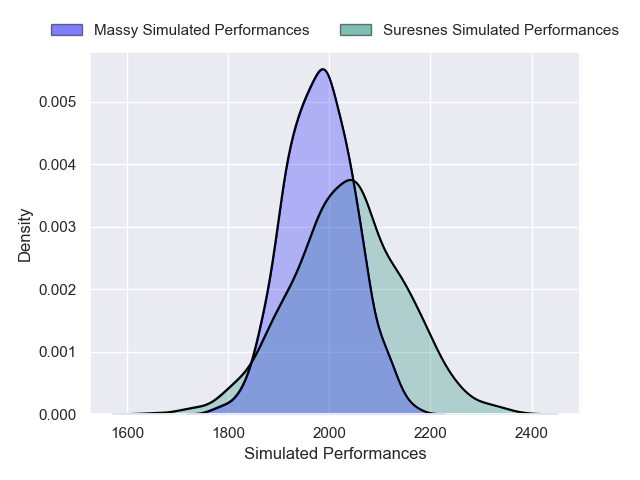 Massy Simulated Performances Suresnes Simulated Performances
0.005
0.004
0.003
0.002
0.001
0.000
Density
1600 1800 2000 2200 2400
Simulated Performances